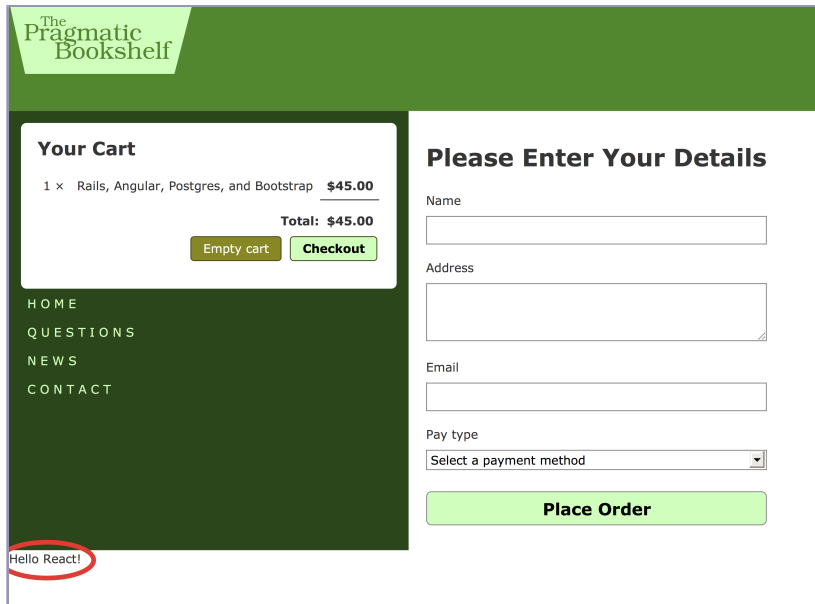 The
Pragmatic
Bookshelf
Your Cart
1 × Rails, Angular, Postgres, and Bootstrap $45.00
Total: $45.00
Empty cart Checkout
HOME
QUESTIONS
NEWS
CONTACT
Please Enter Your Details
Name
Address
Email
Pay type
Select a payment method
Place Order
Hello React!